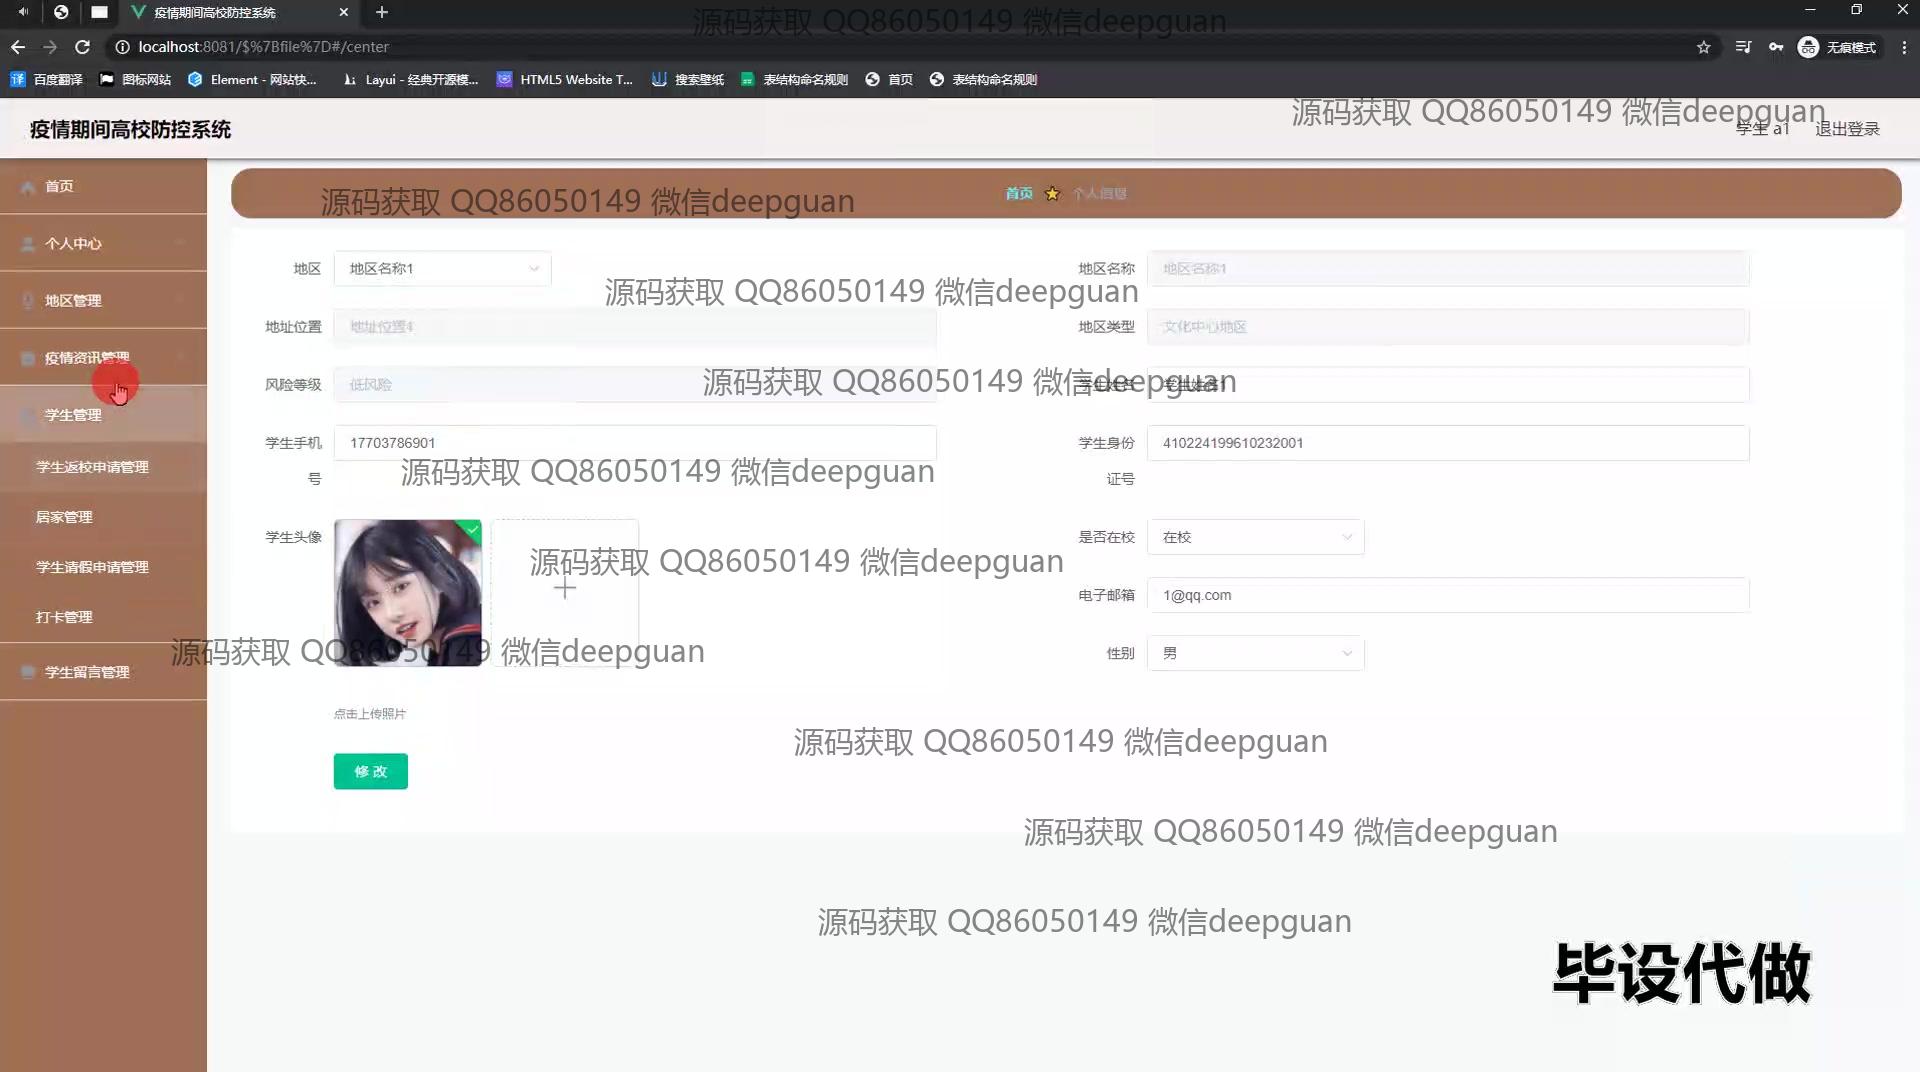 疫情期间高校防控系统
源码获取 QQ86050149 微信deepguan
localhost:8081/$%7Bfile%7D#/center
无痕模式
百度翻译 图标网站 Element - 网站快... Layui - 经典开源模... HTML5 Website T... 搜索壁纸 表结构命名规则 首页 表结构命名规则
源码获取 QQ86050149 微信deepguan
疫情期间高校防控系统
学生 a1 退出登录
首页
个人中心
地区管理
疫情资讯管理
学生管理
学生返校申请管理
居家管理
学生请假申请管理
打卡管理
学生留言管理
源码获取 QQ86050149 微信deepguan
首页 个人信息
地区 地区名称1
地区名称 地区名称1
源码获取 QQ86050149 微信deepguan
地址位置 地址位置4
地区类型 文化中心地区
风险等级 低风险
源码获取 QQ86050149 微信deepguan
学生姓名 学生姓名1
学生手机号 17703786901
学生身份证号 410224199610232001
源码获取 QQ86050149 微信deepguan
学生头像
是否在校 在校
源码获取 QQ86050149 微信deepguan
电子邮箱 1@qq.com
源码获取 QQ86050149 微信deepguan
性别 男
点击上传照片
源码获取 QQ86050149 微信deepguan
修改
源码获取 QQ86050149 微信deepguan
源码获取 QQ86050149 微信deepguan
毕设代做